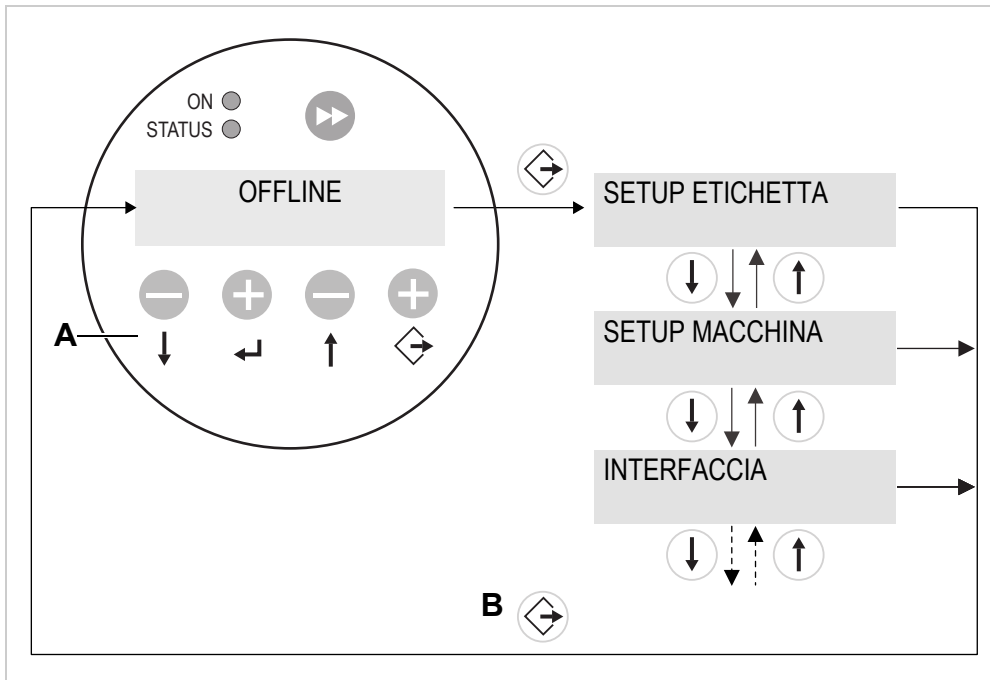 ON
STATUS
OFFLINE
SETUP ETICHETTA
A
SETUP MACCHINA
INTERFACCIA
B